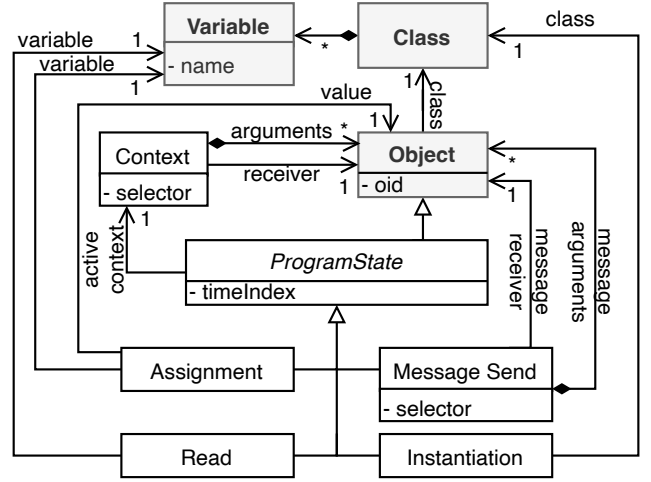 Variable
- name
*
Class
class
1
variable
1
variable
1
value
1
class
1
Context
- selector
arguments
*
receiver
1
Object
- oid
*
1
active
context
1
ProgramState
- timeIndex
message
receiver
message
arguments
Assignment
Message Send
- selector
Read
Instantiation